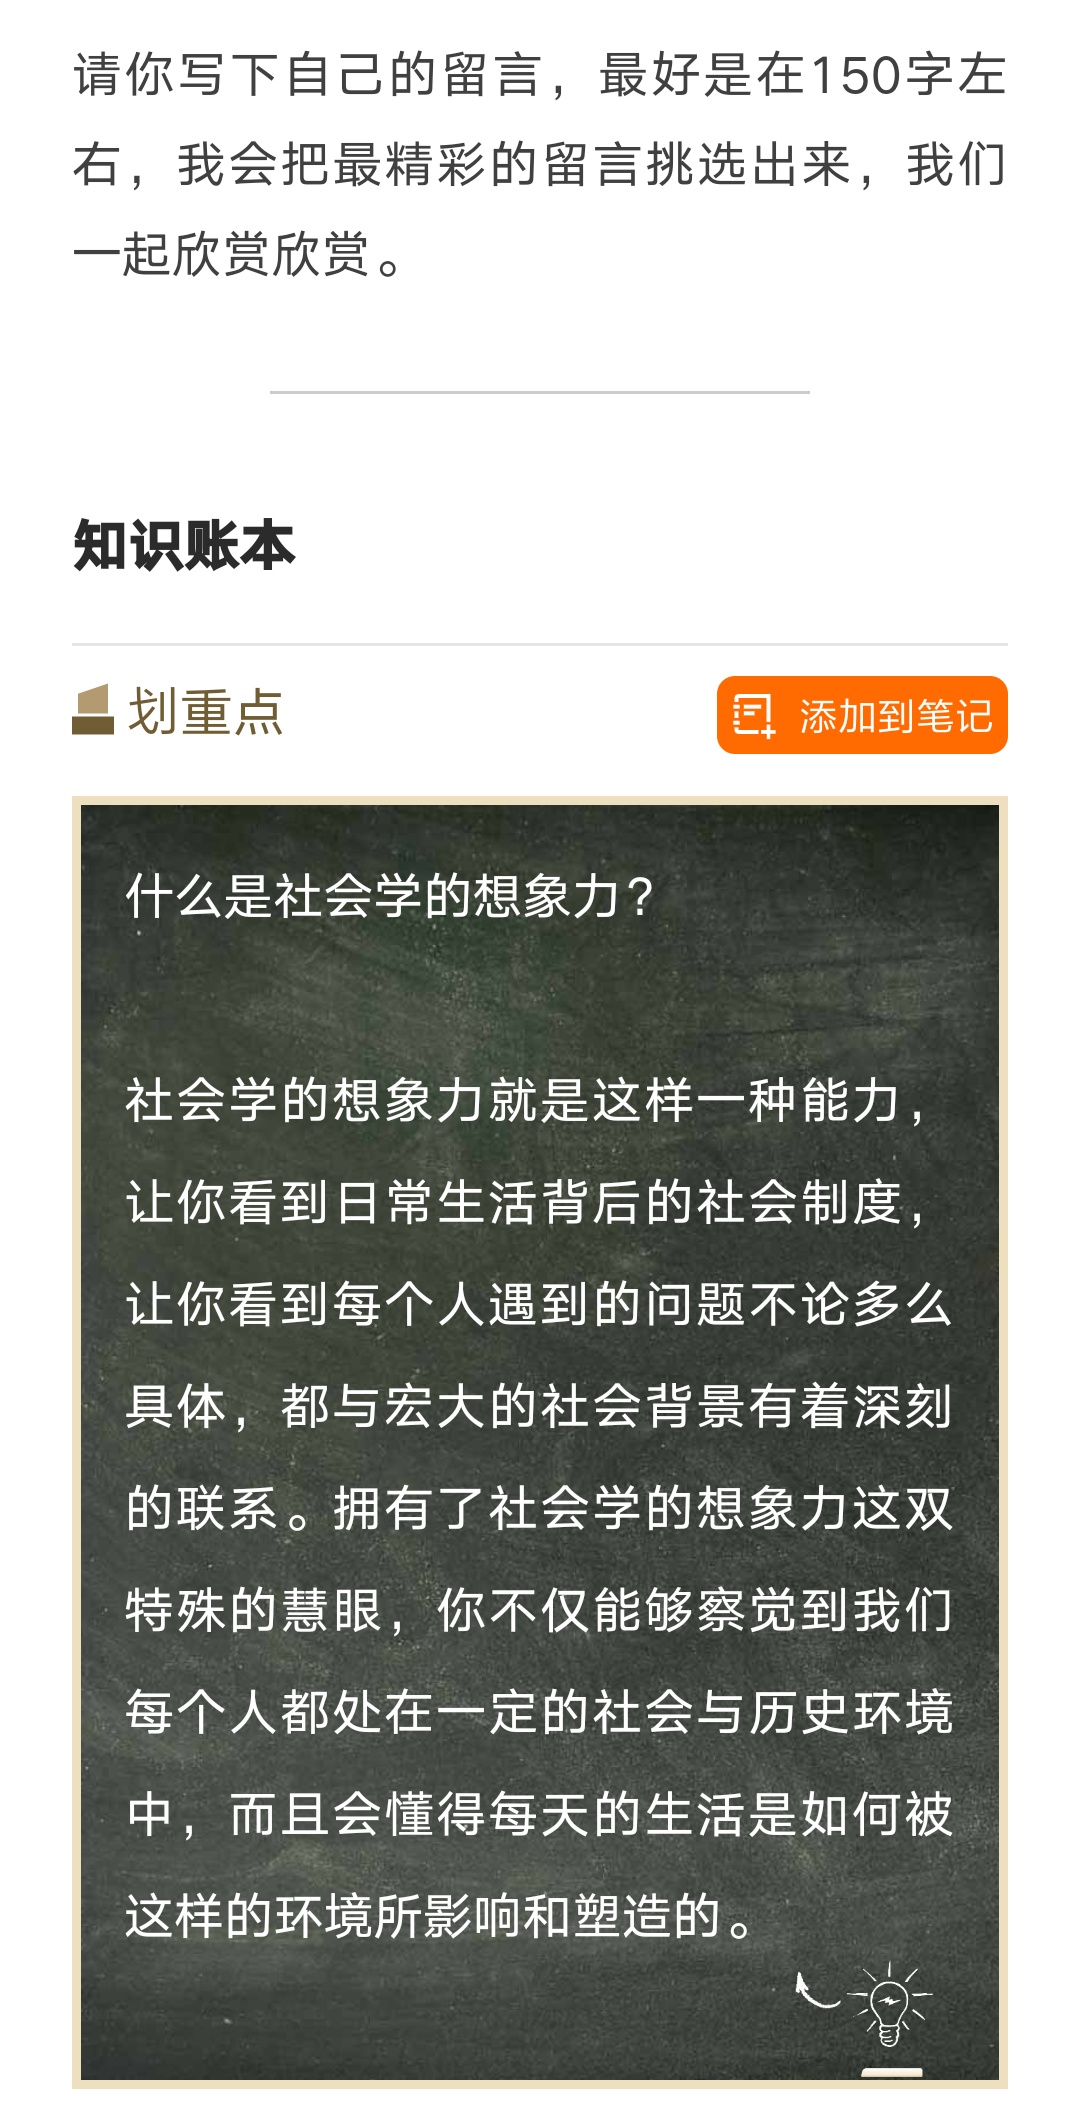 请你写下自己的留言，最好是在150字左
右，我会把最精彩的留言挑选出来，我们
一起欣赏欣赏。
知识账本
划重点
添加到笔记
什么是社会学的想象力？
社会学的想象力就是这样一种能力，
让你看到日常生活背后的社会制度，
让你看到每个人遇到的问题不论多么
具体，都与宏大的社会背景有着深刻
的联系。拥有了社会学的想象力这双
特殊的慧眼，你不仅能够察觉到我们
每个人都处在一定的社会与历史环境
中，而且会懂得每天的生活是如何被
这样的环境所影响和塑造的。